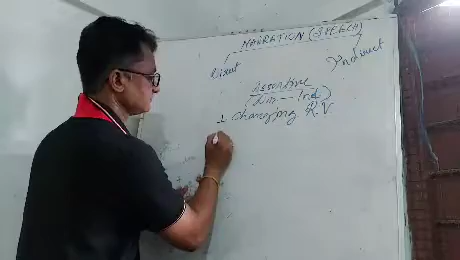 NARRATION (SPEECH)
Direct Indirect
Assertive
(Dir — Ind)
1 Changing R.V